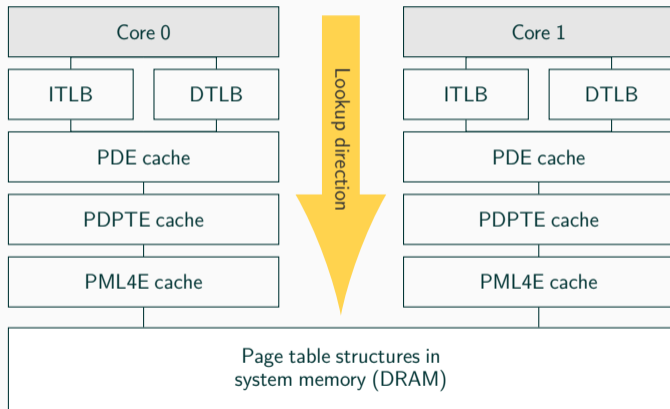 Core 0
Core 1
Lookup direction
ITLB
DTLB
ITLB
DTLB
PDE cache
PDE cache
PDPTE cache
PDPTE cache
PML4E cache
PML4E cache
Page table structures in
system memory (DRAM)